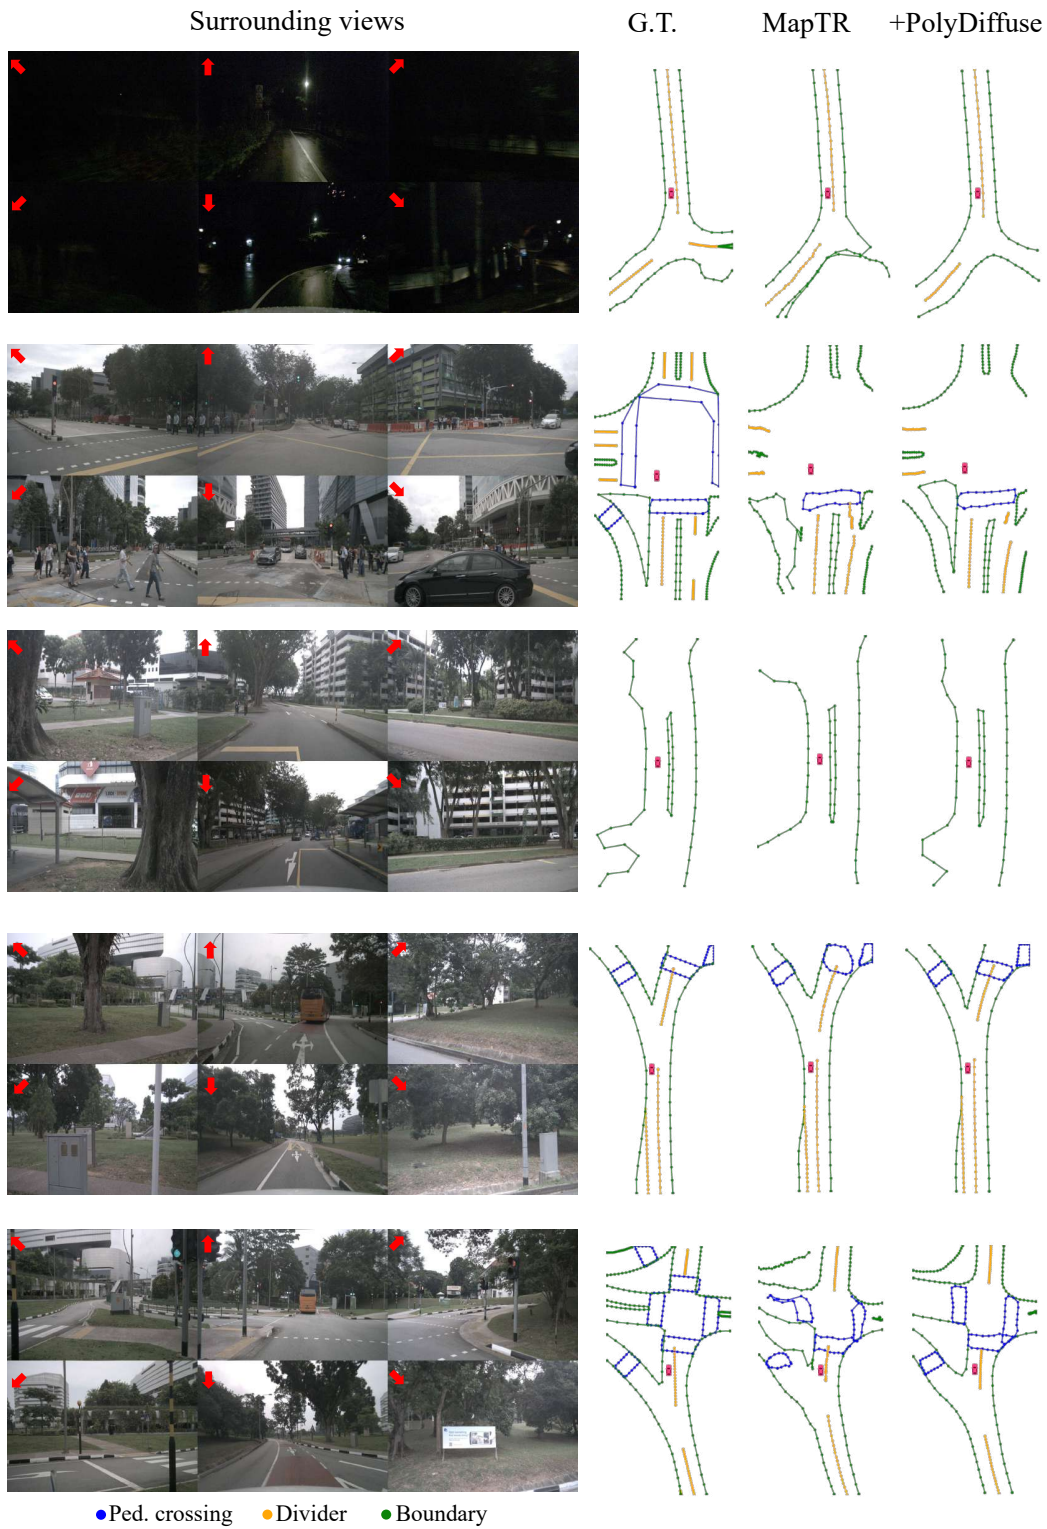 Surrounding views G.T. MapTR +PolyDiffuse
Ped. crossing Divider Boundary